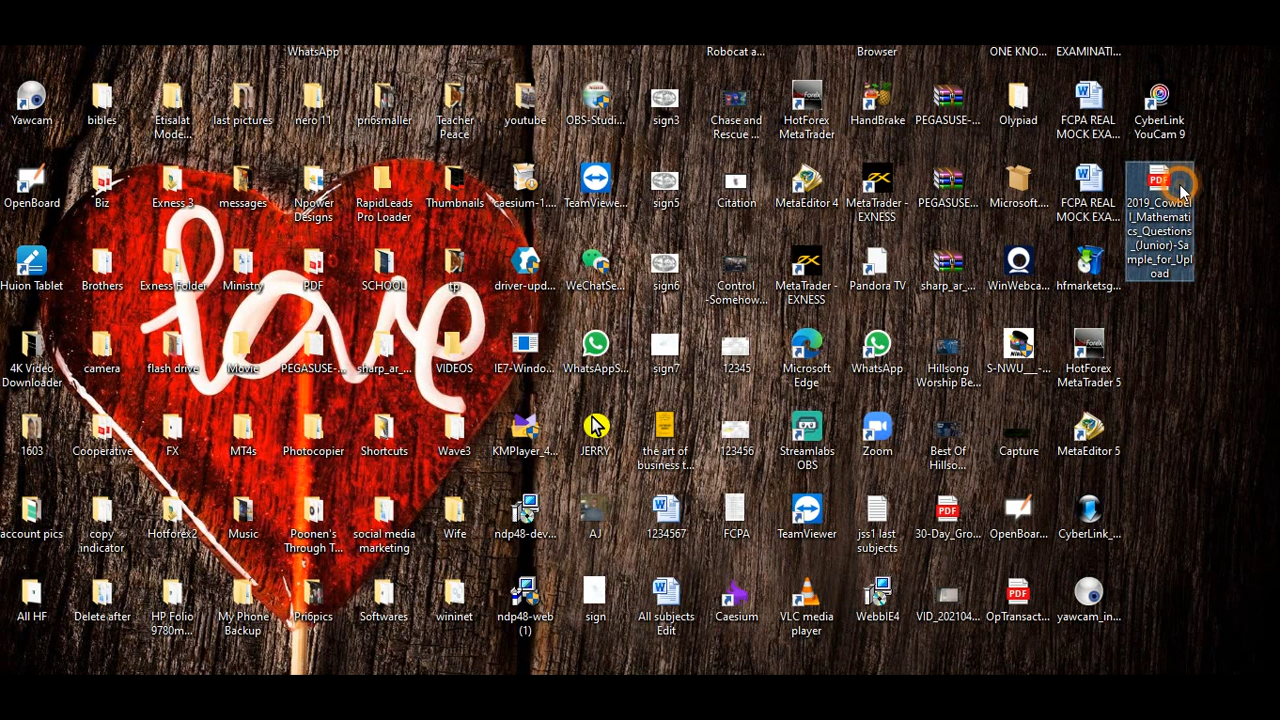 WhatsApp
Robocat a...
Browser
ONE KNO...
EXAMINATI...
Yawcam
bibles
Etisalat
Mode...
last pictures
nero 11
pri6smaller
Teacher
Peace
youtube
OBS-Studi...
sign3
Chase and
Rescue ...
HotForex
MetaTrader
HandBrake
PEGASUSE-...
Olypiad
FCPA REAL
MOCK EXA...
CyberLink
YouCam 9
OpenBoard
Biz
Exness 3
messages
Npower
Designs
RapidLeads
Pro Loader
Thumbnails
caesium-1....
TeamViewe...
sign5
Citation
MetaEditor 4
MetaTrader -
EXNESS
PEGASUSE...
Microsoft....
FCPA REAL
MOCK EXA...
PDF
2019_Cowbel
l_Mathemati
cs_Questions
_(Junior)-Sa
mple_for_Upl
oad
Huion Tablet
Brothers
Exness Folder
Ministry
PDF
SCHOOL
tp
driver-upd...
WeChatSe...
sign6
Control
-Somehow...
MetaTrader -
EXNESS
Pandora TV
sharp_ar_...
WinWebca...
hfmarketsg...
love
4K Video
Downloader
camera
flash drive
Movie
PEGASUSE-...
sharp_ar_...
VIDEOS
IE7-Windo...
WhatsAppS...
sign7
12345
Microsoft
Edge
WhatsApp
Hillsong
Worship Be...
S-NWU___-...
HotForex
MetaTrader 5
1603
Cooperative
FX
MT4s
Photocopier
Shortcuts
Wave3
KMPlayer_4...
JERRY
the art of
business t...
123456
Streamlabs
OBS
Zoom
Best Of
Hillso...
Capture
MetaEditor 5
account pics
copy
indicator
Hotforex2
Music
Poonen's
Through T...
social media
marketing
Wife
ndp48-dev...
AJ
1234567
FCPA
TeamViewer
jss1 last
subjects
PDF
30-Day_Gro...
OpenBoar...
CyberLink_...
All HF
Delete after
HP Folio
9780m...
My Phone
Backup
Pri6pics
Softwares
wininet
ndp48-web
(1)
sign
All subjects
Edit
Caesium
VLC media
player
WebblE4
VID_202104...
PDF
OpTransact...
yawcam_in...